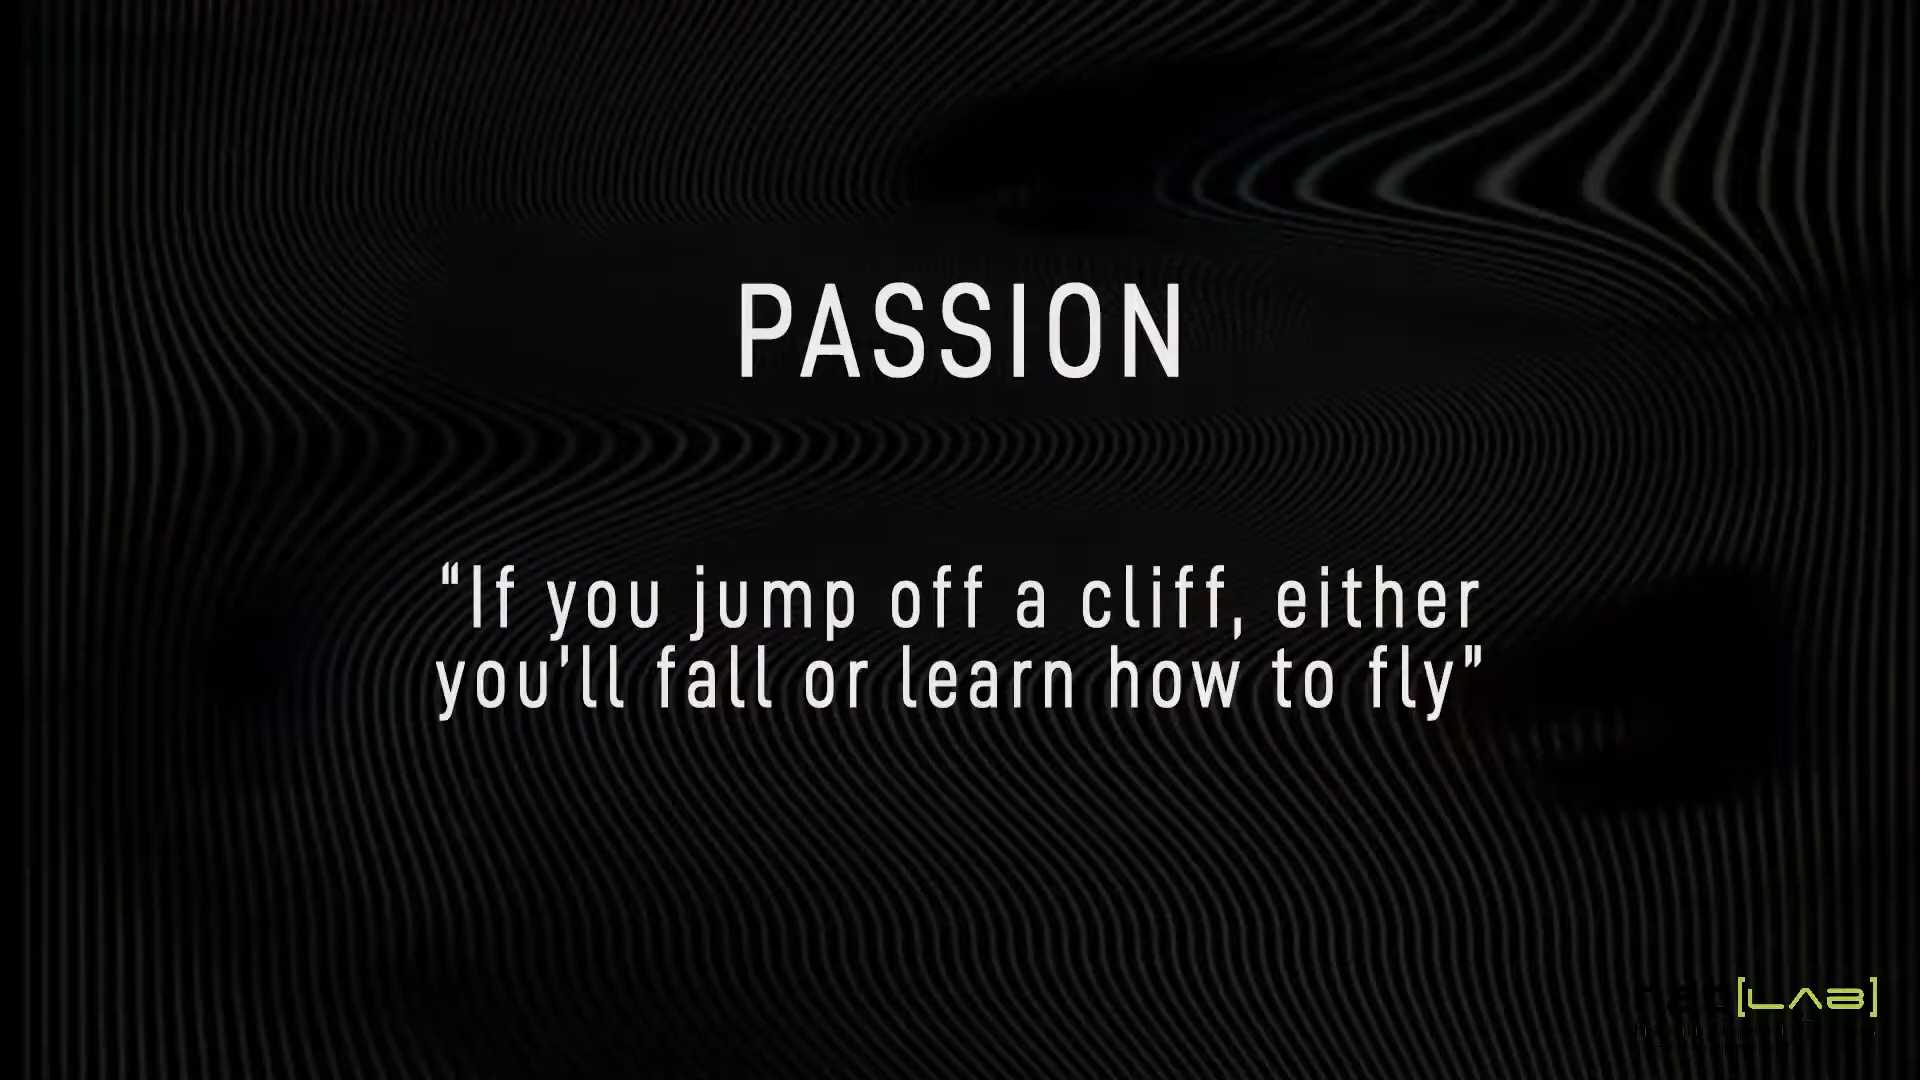 PASSION
“If you jump off a cliff, either
you’ll fall or learn how to fly”
[LAB]